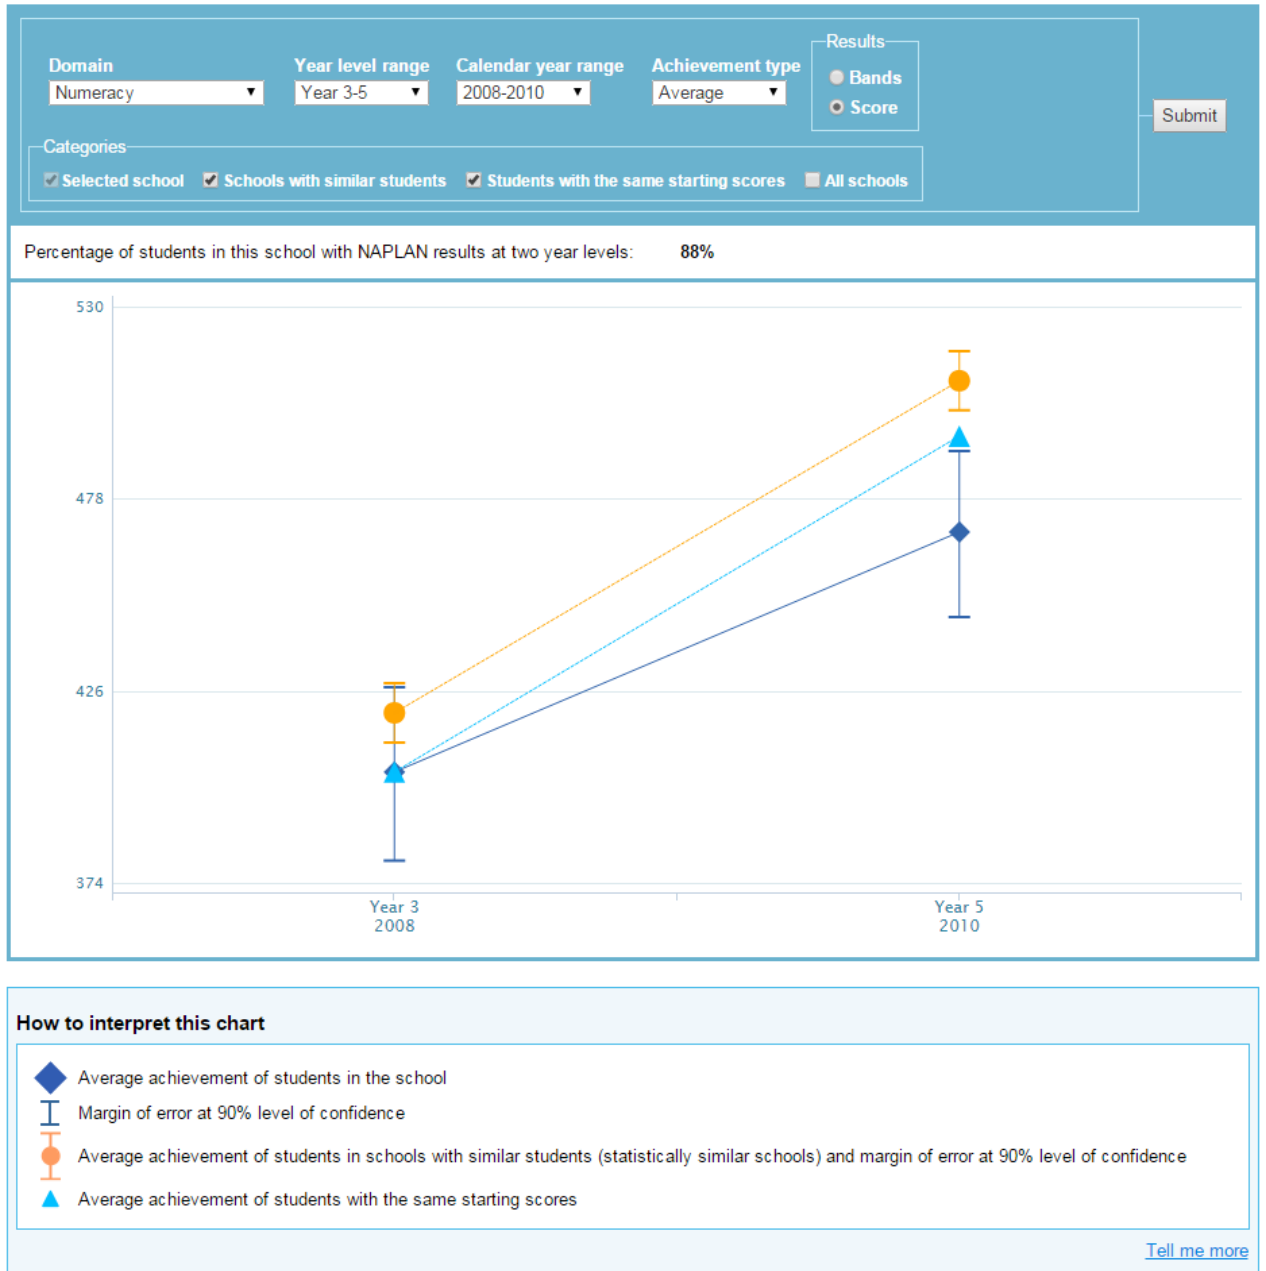 Results
Domain Year level range Calendar year range Achievement type
Bands
Numeracy Year 3-5 2008-2010 Average
Score
Submit
Categories
Selected school Schools with similar students Students with the same starting scores All schools
Percentage of students in this school with NAPLAN results at two year levels: 88%
530
478
426
374
Year 3 Year 5
2008 2010
How to interpret this chart
Average achievement of students in the school
Margin of error at 90% level of confidence
Average achievement of students in schools with similar students (statistically similar schools) and margin of error at 90% level of confidence
Average achievement of students with the same starting scores
Tell me more